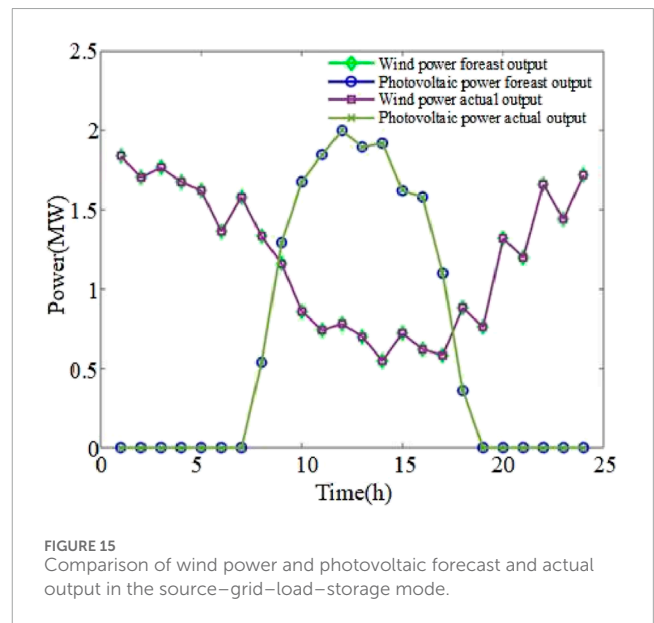 2.5
Wind power foreast output
Photovoltaic power foreast output
Wind power actual output
Photovoltaic power actual output
2
1.5
1
0.5
0
Power(MW)
0 5 10 15 20 25
Time(h)
FIGURE 15
Comparison of wind power and photovoltaic forecast and actual
output in the source–grid–load–storage mode.